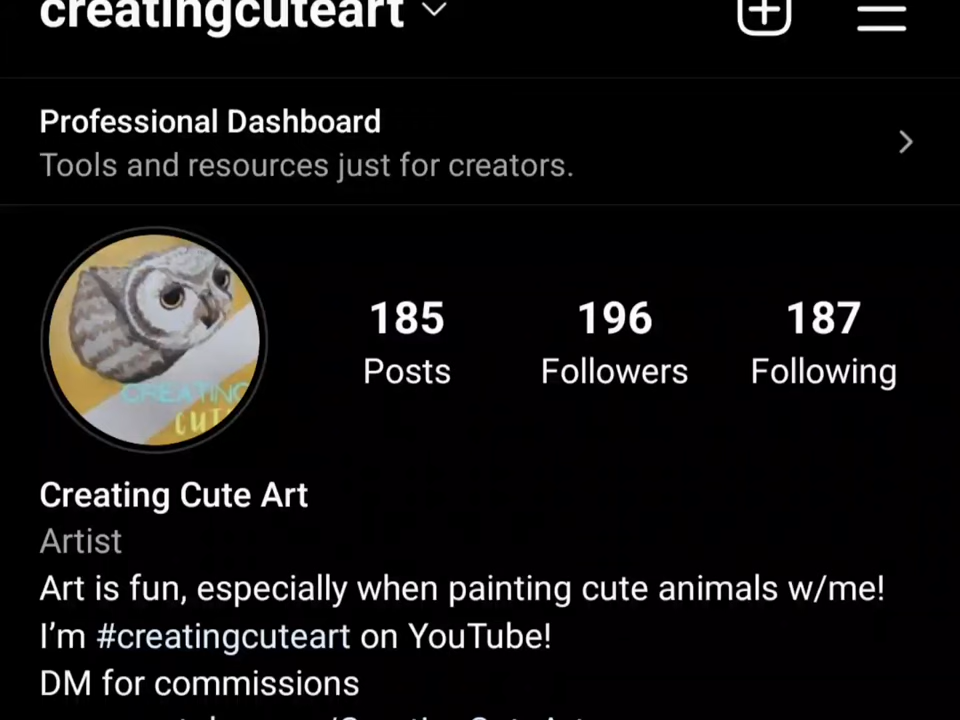 creatingcuteart
Professional Dashboard
Tools and resources just for creators.
185 196 187
Posts Followers Following
CREATING
Creating Cute Art
Artist
Art is fun, especially when painting cute animals w/me!
I’m #creatingcuteart on YouTube!
DM for commissions